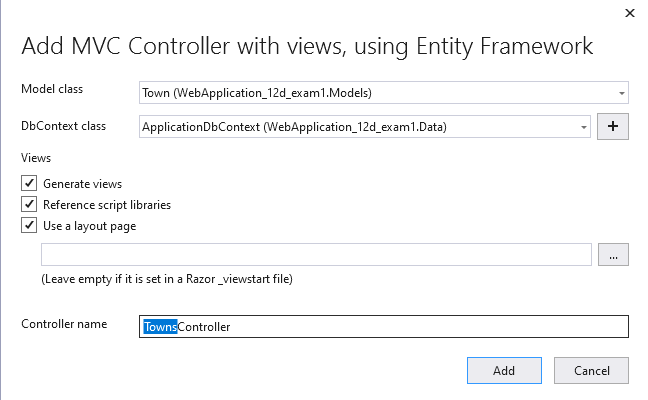 Add MVC Controller with views, using Entity Framework
Model class
Town (WebApplication_12d_exam1.Models)
DbContext class
ApplicationDbContext (WebApplication_12d_exam1.Data)
+
Views
Generate views
Reference script libraries
Use a layout page
...
(Leave empty if it is set in a Razor _viewstart file)
Controller name
TownsController
Add
Cancel